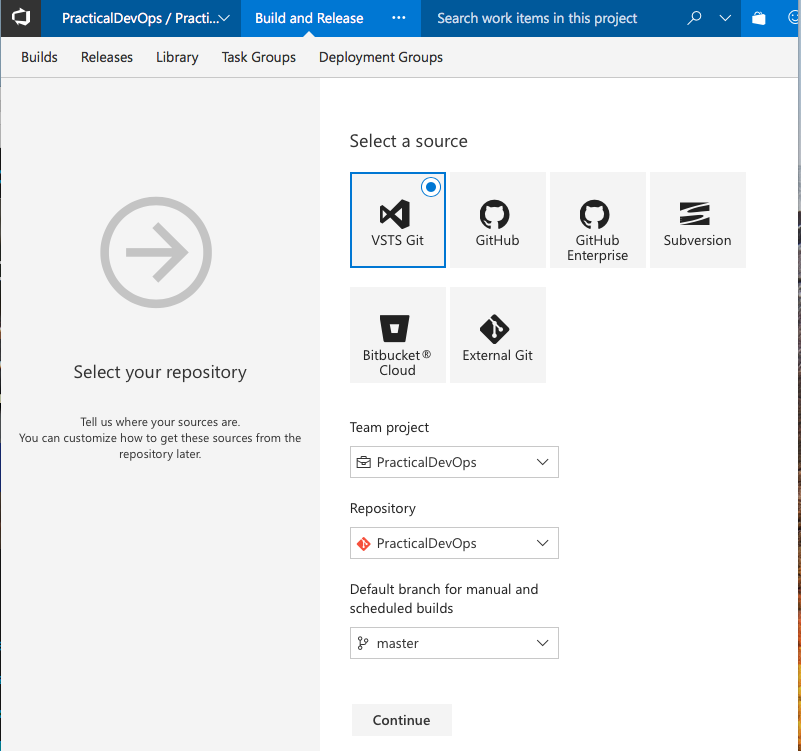 PracticalDevOps / Practi...
Build and Release
Search work items in this project
Builds
Releases
Library
Task Groups
Deployment Groups
Select your repository
Tell us where your sources are.
You can customize how to get these sources from the
repository later.
Select a source
VSTS Git
GitHub
GitHub
Enterprise
Subversion
Bitbucket®
Cloud
External Git
Team project
PracticalDevOps
Repository
PracticalDevOps
Default branch for manual and
scheduled builds
master
Continue